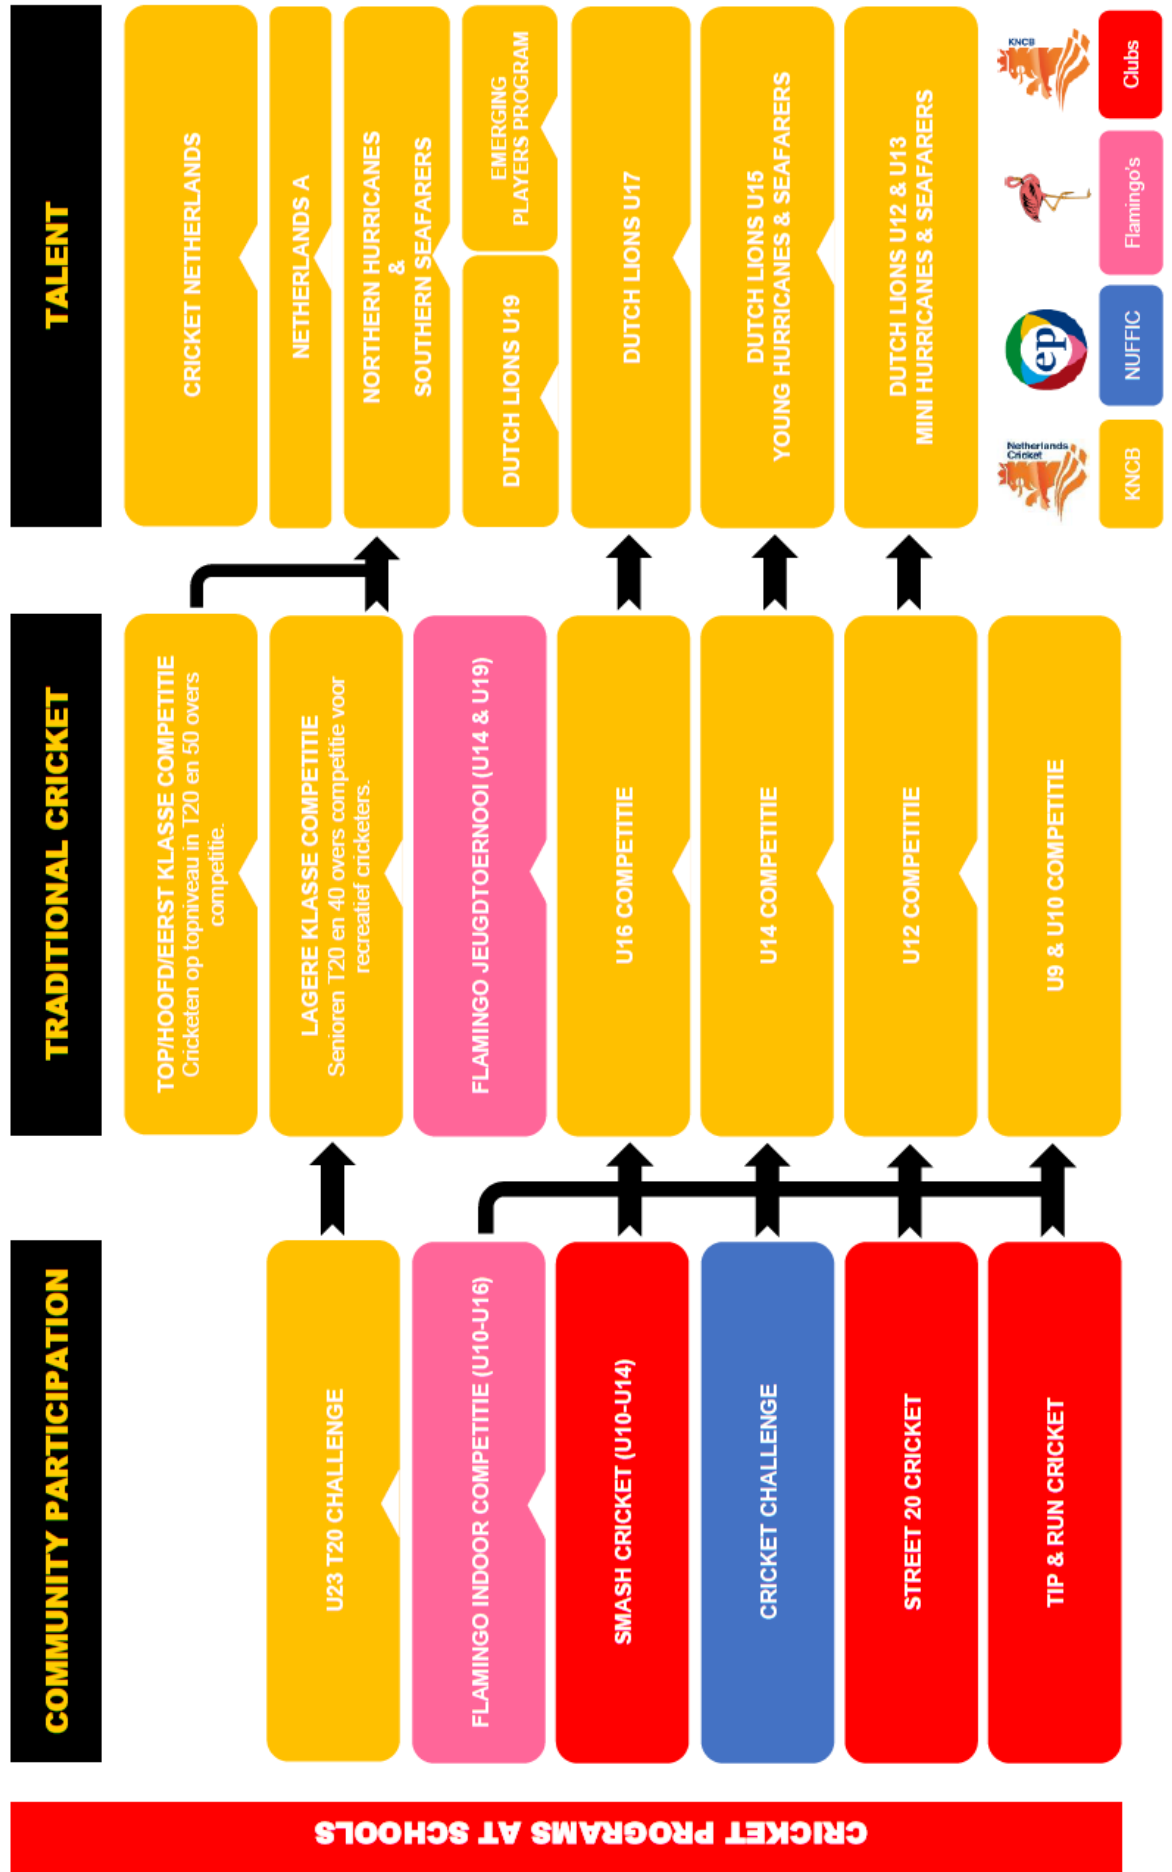 CRICKET PROGRAMS AT SCHOOLS
COMMUNITY PARTICIPATION
U23 T20 CHALLENGE
FLAMINGO INDOOR COMPETITIE (U10-U16)
SMASH CRICKET (U10-U14)
CRICKET CHALLENGE
STREET 20 CRICKET
TIP & RUN CRICKET
TRADITIONAL CRICKET
TOP/HOOFD/EERST KLASSE COMPETITIE
Cricketen op topniveau in T20 en 50 overs
competitie.
LAGERE KLASSE COMPETITIE
Senioren T20 en 40 overs competitie voor
recreatief cricketers.
FLAMINGO JEUGDTOERNOOI (U14 & U19)
U16 COMPETITIE
U14 COMPETITIE
U12 COMPETITIE
U9 & U10 COMPETITIE
TALENT
CRICKET NETHERLANDS
NETHERLANDS A
NORTHERN HURRICANES
&
SOUTHERN SEAFARERS
DUTCH LIONS U19
EMERGING
PLAYERS PROGRAM
DUTCH LIONS U17
DUTCH LIONS U15
YOUNG HURRICANES & SEAFARERS
DUTCH LIONS U12 & U13
MINI HURRICANES & SEAFARERS
Netherlands
Cricket
ep
KNCB
KNCB
NUFFIC
Flamingo's
Clubs